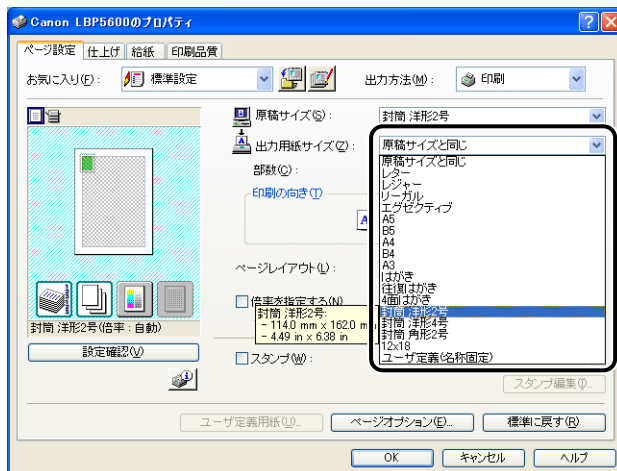 Canon LBP5600のプロパティ
ページ設定 仕上げ 給紙 印刷品質
お気に入り(F): 標準設定 出力方法(M): 印刷
原稿サイズ(S): 封筒 洋形2号
出力用紙サイズ(Z): 原稿サイズと同じ
原稿サイズと同じ
レター
レジャー
リーガル
エグゼクティブ
A5
B5
A4
B4
A3
はがき
往復はがき
4面はがき
封筒 洋形2号
封筒 洋形4号
封筒 角形2号
12x18
ユーザ定義(名称固定)
部数(C):
印刷の向き(T)
A
ページレイアウト(L):
倍率を指定する(N)
封筒 洋形2号:
- 114.0 mm x 162.0 m
- 4.49 in x 6.38 in
封筒 洋形2号(倍率:自動)
設定確認(V)
スタンプ(W):
スタンプ編集(I)...
ユーザ定義用紙(U)... ページオプション(E)... 標準に戻す(R)
OK キャンセル ヘルプ